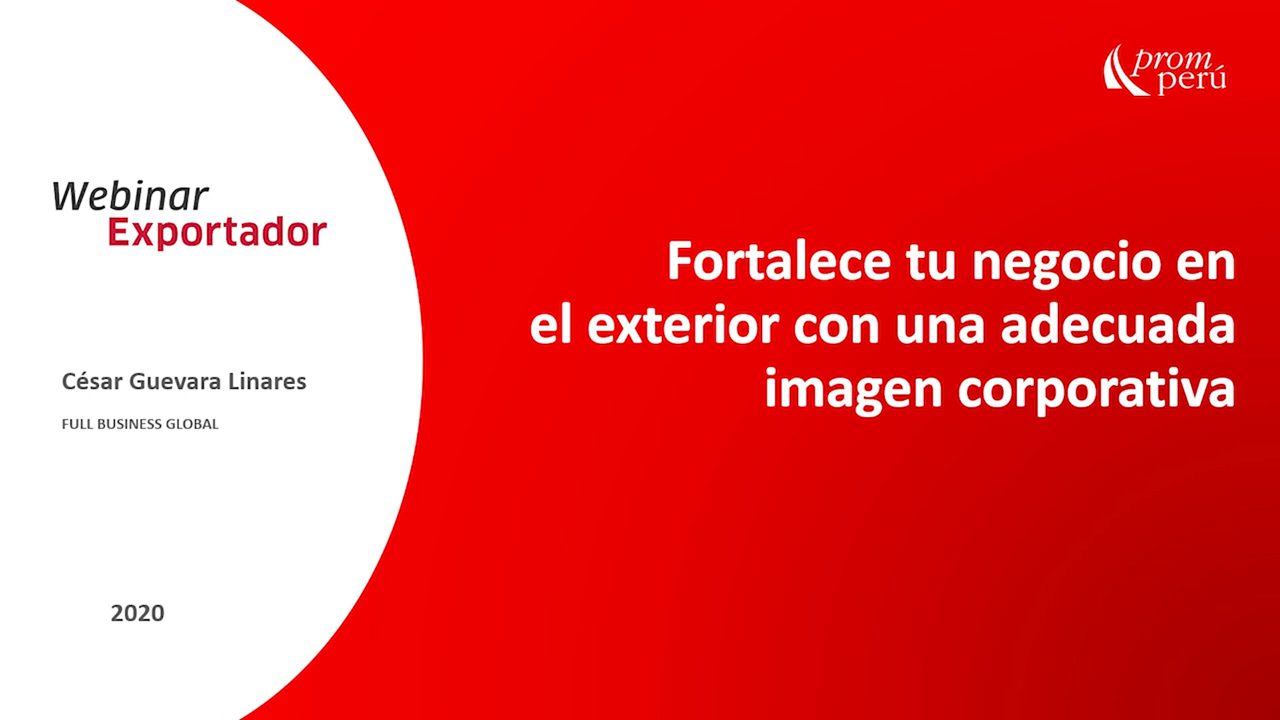 Webinar
Exportador
César Guevara Linares
FULL BUSINESS GLOBAL
2020
prom
perú
Fortalece tu negocio en
el exterior con una adecuada
imagen corporativa